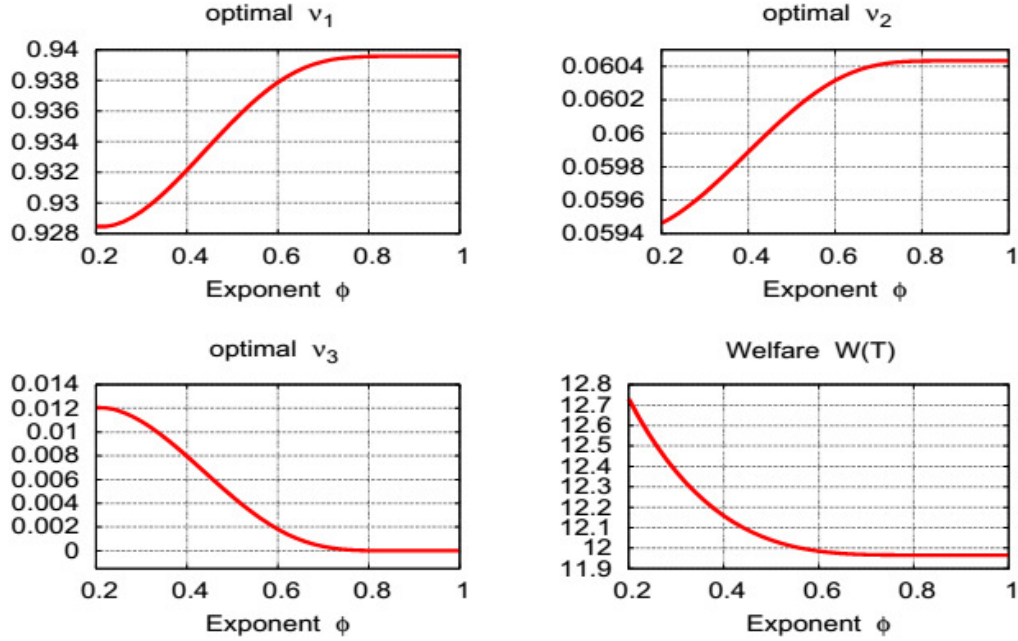 optimal ν1
0.94
0.938
0.936
0.934
0.932
0.93
0.928
0.2 0.4 0.6 0.8 1
Exponent ϕ
optimal ν2
0.0604
0.0602
0.06
0.0598
0.0596
0.0594
0.2 0.4 0.6 0.8 1
Exponent ϕ
optimal ν3
0.014
0.012
0.01
0.008
0.006
0.004
0.002
0
0.2 0.4 0.6 0.8 1
Exponent ϕ
Welfare W(T)
12.8
12.7
12.6
12.5
12.4
12.3
12.2
12.1
12
11.9
0.2 0.4 0.6 0.8 1
Exponent ϕ